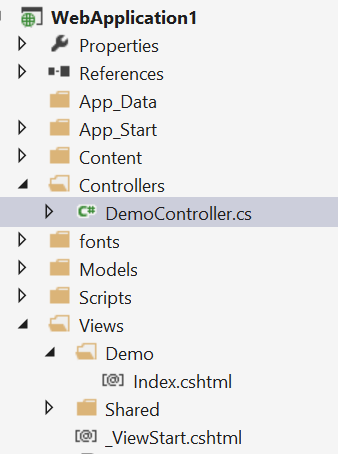 WebApplication1
Properties
References
App_Data
App_Start
Content
Controllers
C# DemoController.cs
fonts
Models
Scripts
Views
Demo
[@] Index.cshtml
Shared
[@] _ViewStart.cshtml